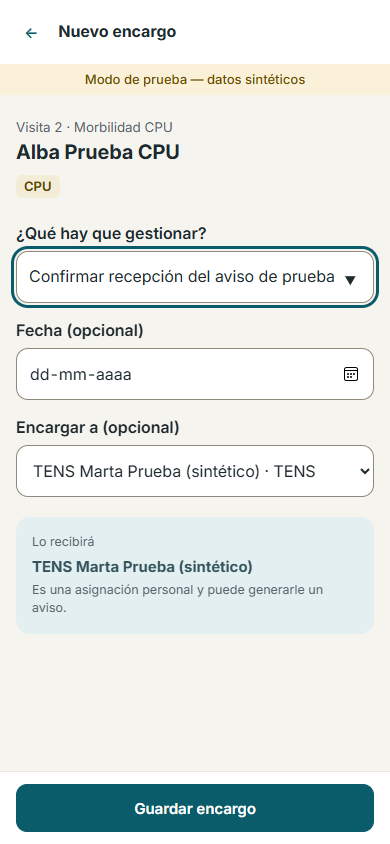 ← Nuevo encargo
Modo de prueba — datos sintéticos
Visita 2 · Morbilidad CPU
Alba Prueba CPU
CPU
¿Qué hay que gestionar?
Confirmar recepción del aviso de prueba ▼
Fecha (opcional)
dd-mm-aaaa
Encargar a (opcional)
TENS Marta Prueba (sintético) · TENS
Lo recibirá
TENS Marta Prueba (sintético)
Es una asignación personal y puede generarle un
aviso.
Guardar encargo